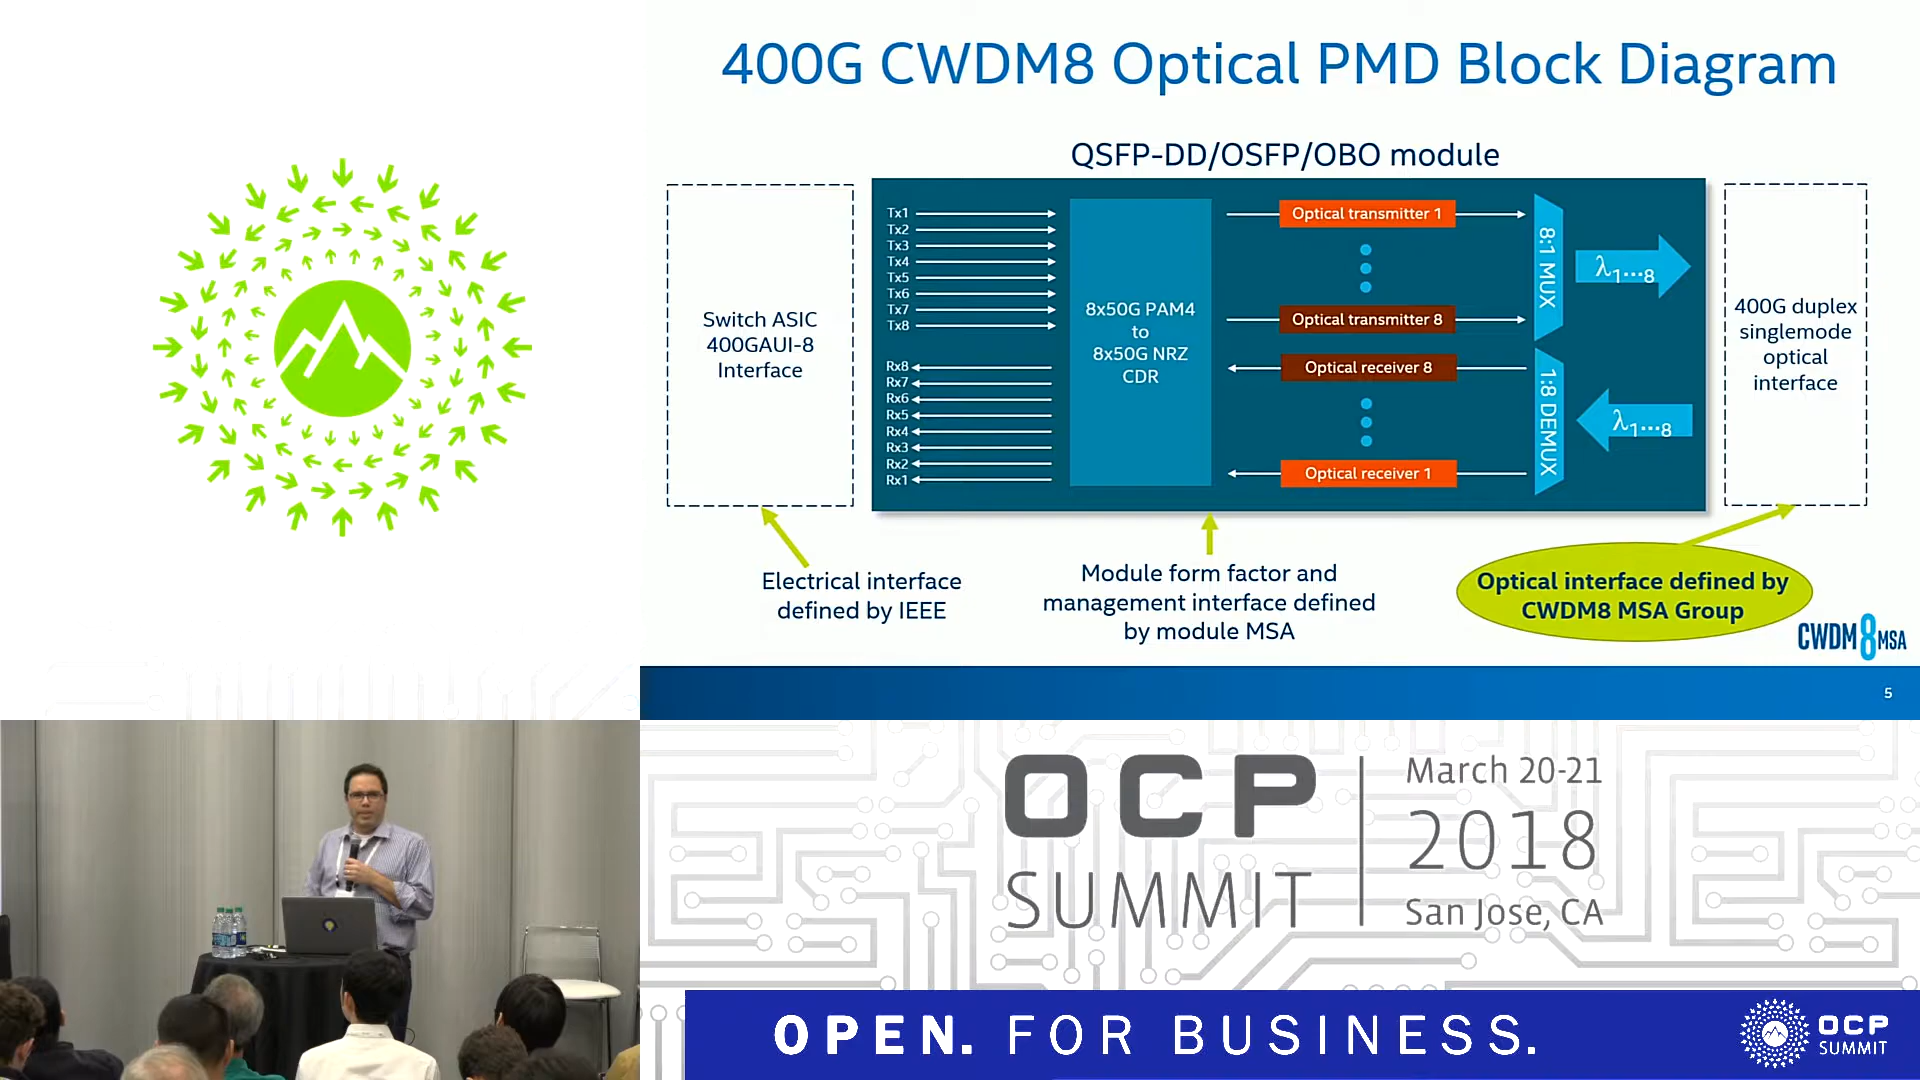 400G CWDM8 Optical PMD Block Diagram
QSFP-DD/OSFP/OBO module
Switch ASIC
400GAUI-8
Interface
Tx1
Tx2
Tx3
Tx4
Tx5
Tx6
Tx7
Tx8
Rx8
Rx7
Rx6
Rx5
Rx4
Rx3
Rx2
Rx1
8x50G PAM4
to
8x50G NRZ
CDR
Optical transmitter 1
Optical transmitter 8
Optical receiver 8
Optical receiver 1
8:1 MUX
1:8 DEMUX
λ1...8
λ1...8
400G duplex
singlemode
optical
interface
Electrical interface
defined by IEEE
Module form factor and
management interface defined
by module MSA
Optical interface defined by
CWDM8 MSA Group
CWDM8MSA
5
OCP
SUMMIT
March 20-21
2018
San Jose, CA
OPEN. FOR BUSINESS.
OCP
SUMMIT